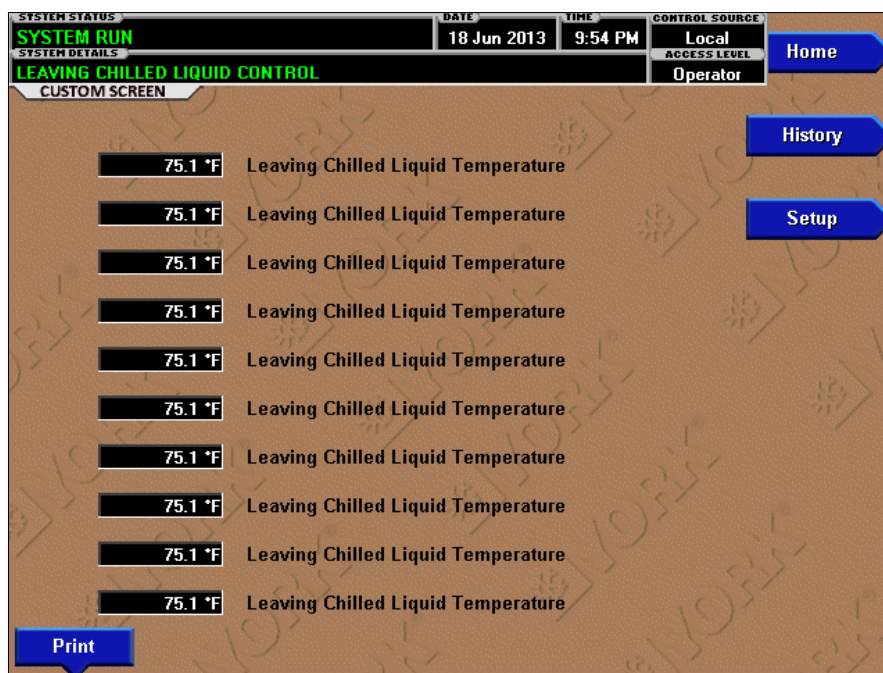 SYSTEM STATUS
SYSTEM RUN
DATE
18 Jun 2013
TIME
9:54 PM
CONTROL SOURCE
Local
SYSTEM DETAILS
LEAVING CHILLED LIQUID CONTROL
ACCESS LEVEL
Operator
CUSTOM SCREEN
Home
History
Setup
75.1 °F Leaving Chilled Liquid Temperature
75.1 °F Leaving Chilled Liquid Temperature
75.1 °F Leaving Chilled Liquid Temperature
75.1 °F Leaving Chilled Liquid Temperature
75.1 °F Leaving Chilled Liquid Temperature
75.1 °F Leaving Chilled Liquid Temperature
75.1 °F Leaving Chilled Liquid Temperature
75.1 °F Leaving Chilled Liquid Temperature
75.1 °F Leaving Chilled Liquid Temperature
75.1 °F Leaving Chilled Liquid Temperature
Print
YORK®